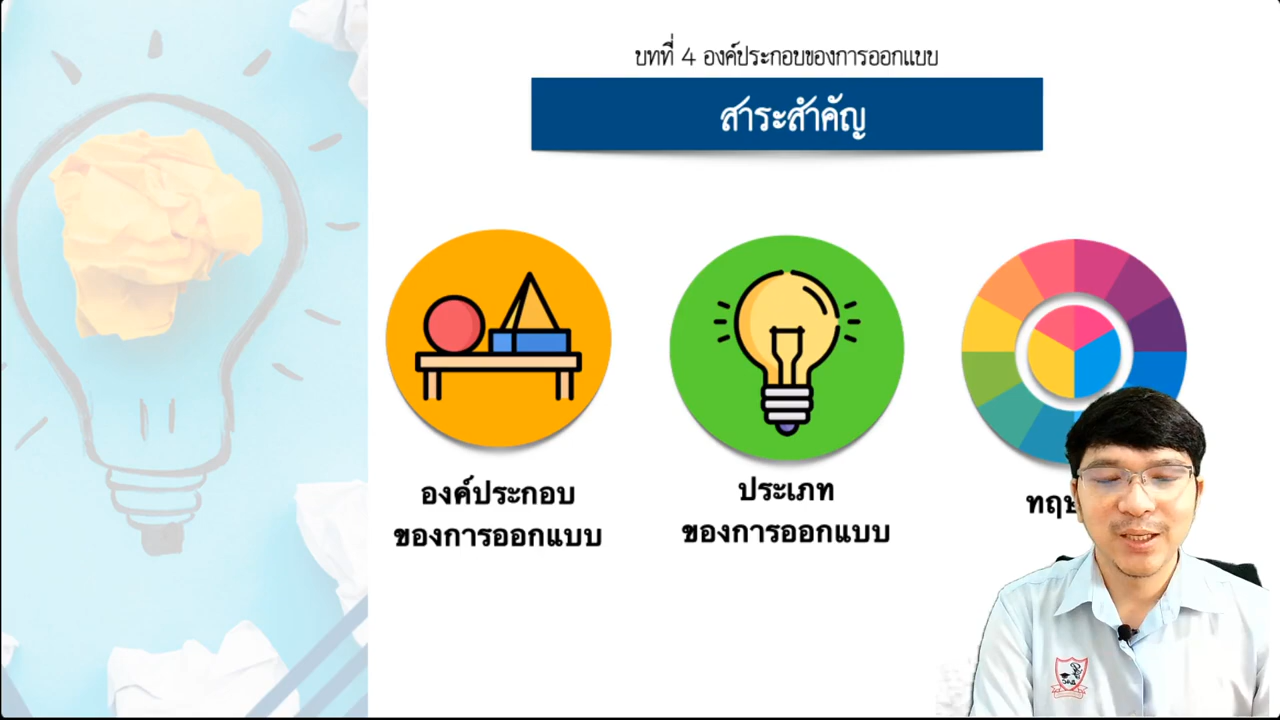 บทที่ 4 องค์ประกอบของการออกแบบ
สาระสำคัญ
องค์ประกอบ
ของการออกแบบ
ประเภท
ของการออกแบบ